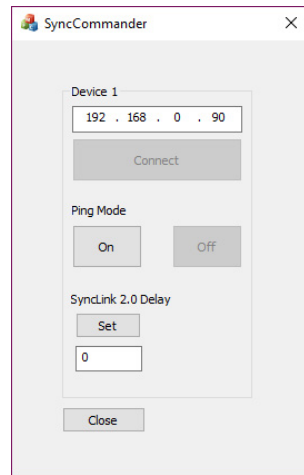 SyncCommander
Device 1
192 . 168 . 0 . 90
Connect
Ping Mode
On Off
SyncLink 2.0 Delay
Set
0
Close